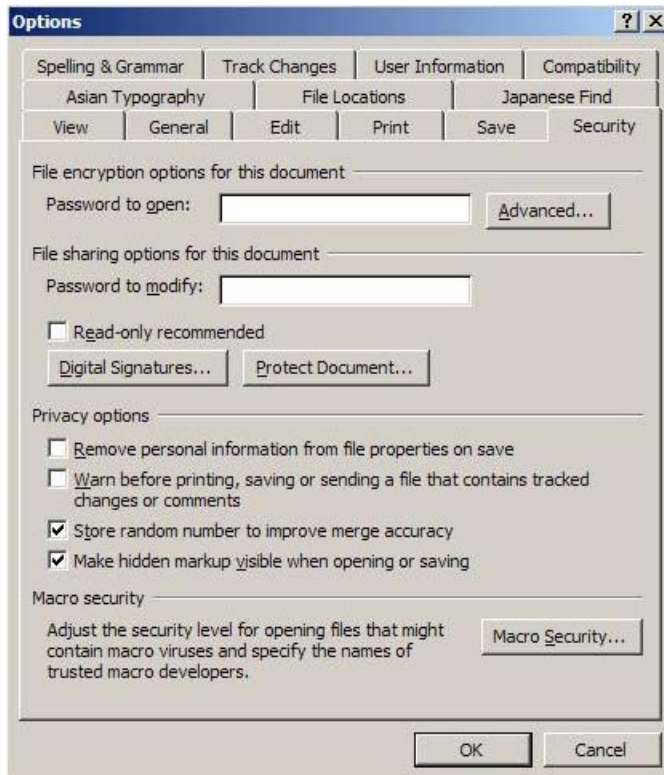 Options
Spelling & Grammar Track Changes User Information Compatibility
Asian Typography File Locations Japanese Find
View General Edit Print Save Security
File encryption options for this document
Password to open: Advanced...
File sharing options for this document
Password to modify:
Read-only recommended
Digital Signatures... Protect Document...
Privacy options
Remove personal information from file properties on save
Warn before printing, saving or sending a file that contains tracked
changes or comments
Store random number to improve merge accuracy
Make hidden markup visible when opening or saving
Macro security
Adjust the security level for opening files that might
contain macro viruses and specify the names of
trusted macro developers.
Macro Security...
OK Cancel